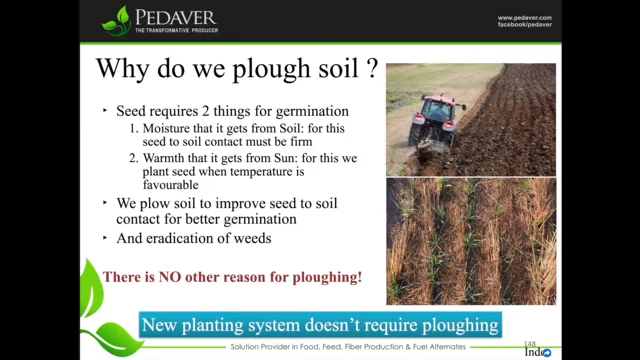 PEDAVER
THE TRANSFORMATIVE PRODUCER
www.pedaver.com
facebook/pedaver
Why do we plough soil ?
‣ Seed requires 2 things for germination
1. Moisture that it gets from Soil: for this
seed to soil contact must be firm
2. Warmth that it gets from Sun: for this we
plant seed when temperature is
favourable
‣ We plow soil to improve seed to soil
contact for better germination
‣ And eradication of weeds
There is NO other reason for ploughing!
New planting system doesn't require ploughing
Solution Provider in Food, Feed, Fiber Production & Fuel Alternates
148
Index